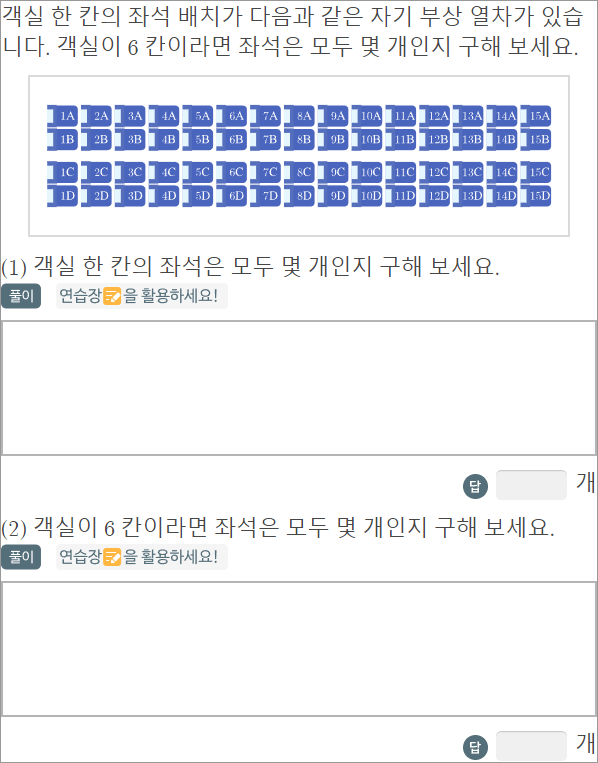 객실 한 칸의 좌석 배치가 다음과 같은 자기 부상 열차가 있습
니다. 객실이 6 칸이라면 좌석은 모두 몇 개인지 구해 보세요.
1A 2A 3A 4A 5A 6A 7A 8A 9A 10A 11A 12A 13A 14A 15A
1B 2B 3B 4B 5B 6B 7B 8B 9B 10B 11B 12B 13B 14B 15B
1C 2C 3C 4C 5C 6C 7C 8C 9C 10C 11C 12C 13C 14C 15C
1D 2D 3D 4D 5D 6D 7D 8D 9D 10D 11D 12D 13D 14D 15D
(1) 객실 한 칸의 좌석은 모두 몇 개인지 구해 보세요.
풀이 연습장을 활용하세요!
답 개
(2) 객실이 6 칸이라면 좌석은 모두 몇 개인지 구해 보세요.
풀이 연습장을 활용하세요!
답 개